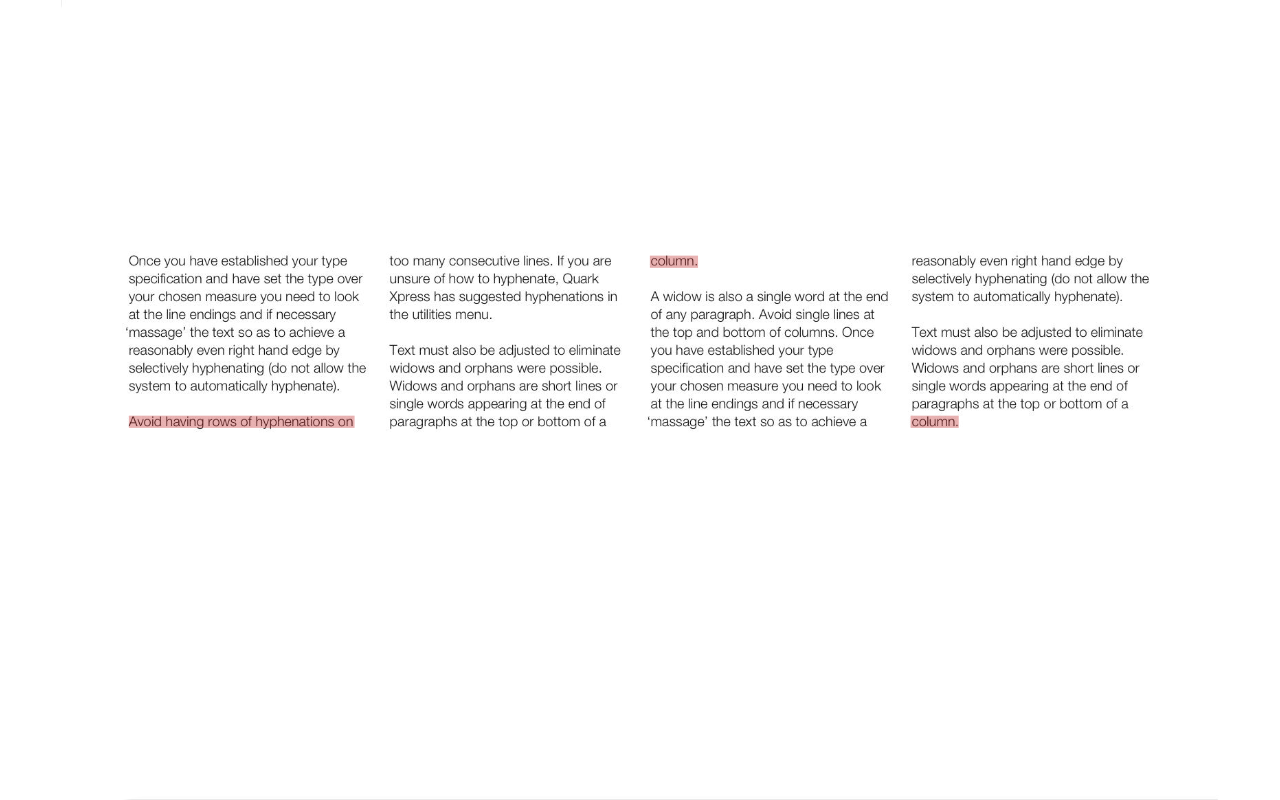 Once you have established your type
specification and have set the type over
your chosen measure you need to look
at the line endings and if necessary
‘massage’ the text so as to achieve a
reasonably even right hand edge by
selectively hyphenating (do not allow the
system to automatically hyphenate).
Avoid having rows of hyphenations on
too many consecutive lines. If you are
unsure of how to hyphenate, Quark
Xpress has suggested hyphenations in
the utilities menu.
Text must also be adjusted to eliminate
widows and orphans were possible.
Widows and orphans are short lines or
single words appearing at the end of
paragraphs at the top or bottom of a
column.
A widow is also a single word at the end
of any paragraph. Avoid single lines at
the top and bottom of columns. Once
you have established your type
specification and have set the type over
your chosen measure you need to look
at the line endings and if necessary
‘massage’ the text so as to achieve a
reasonably even right hand edge by
selectively hyphenating (do not allow the
system to automatically hyphenate).
Text must also be adjusted to eliminate
widows and orphans were possible.
Widows and orphans are short lines or
single words appearing at the end of
paragraphs at the top or bottom of a
column.